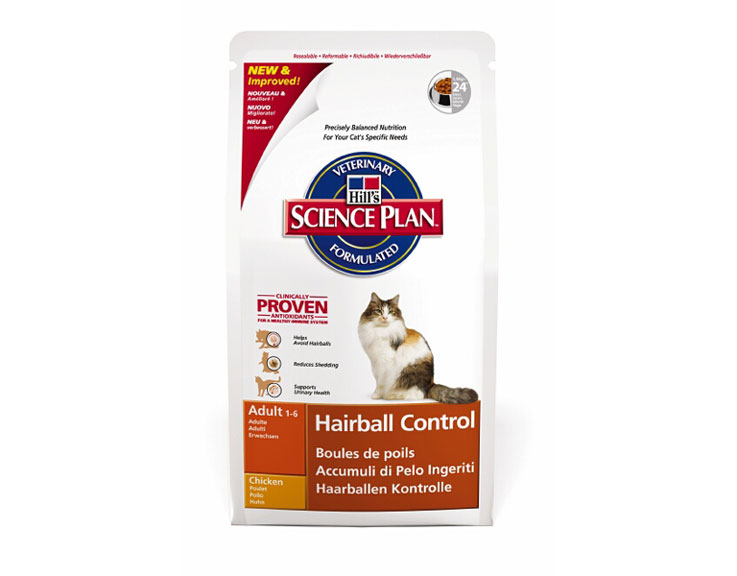 Resealable • Refermable • Richiudibile • Wiederverschließbar
NEW &
Improved!
NOUVEAU &
Amélioré !
NUOVO
Migliorato!
NEU &
verbessert!
24
Precisely Balanced Nutrition
For Your Cat's Specific Needs
VETERINARY
Hill's
SCIENCE PLAN
FORMULATED
CLINICALLY
PROVEN
ANTIOXIDANTS
FOR A HEALTHY IMMUNE SYSTEM
Helps
Avoid Hairballs
Reduces Shedding
Supports
Urinary Health
Adult 1-6
Adulte
Adulti
Erwachsen
Hairball Control
Boules de poils
Accumuli di Pelo Ingeriti
Haarballen Kontrolle
Chicken
Poulet
Pollo
Huhn